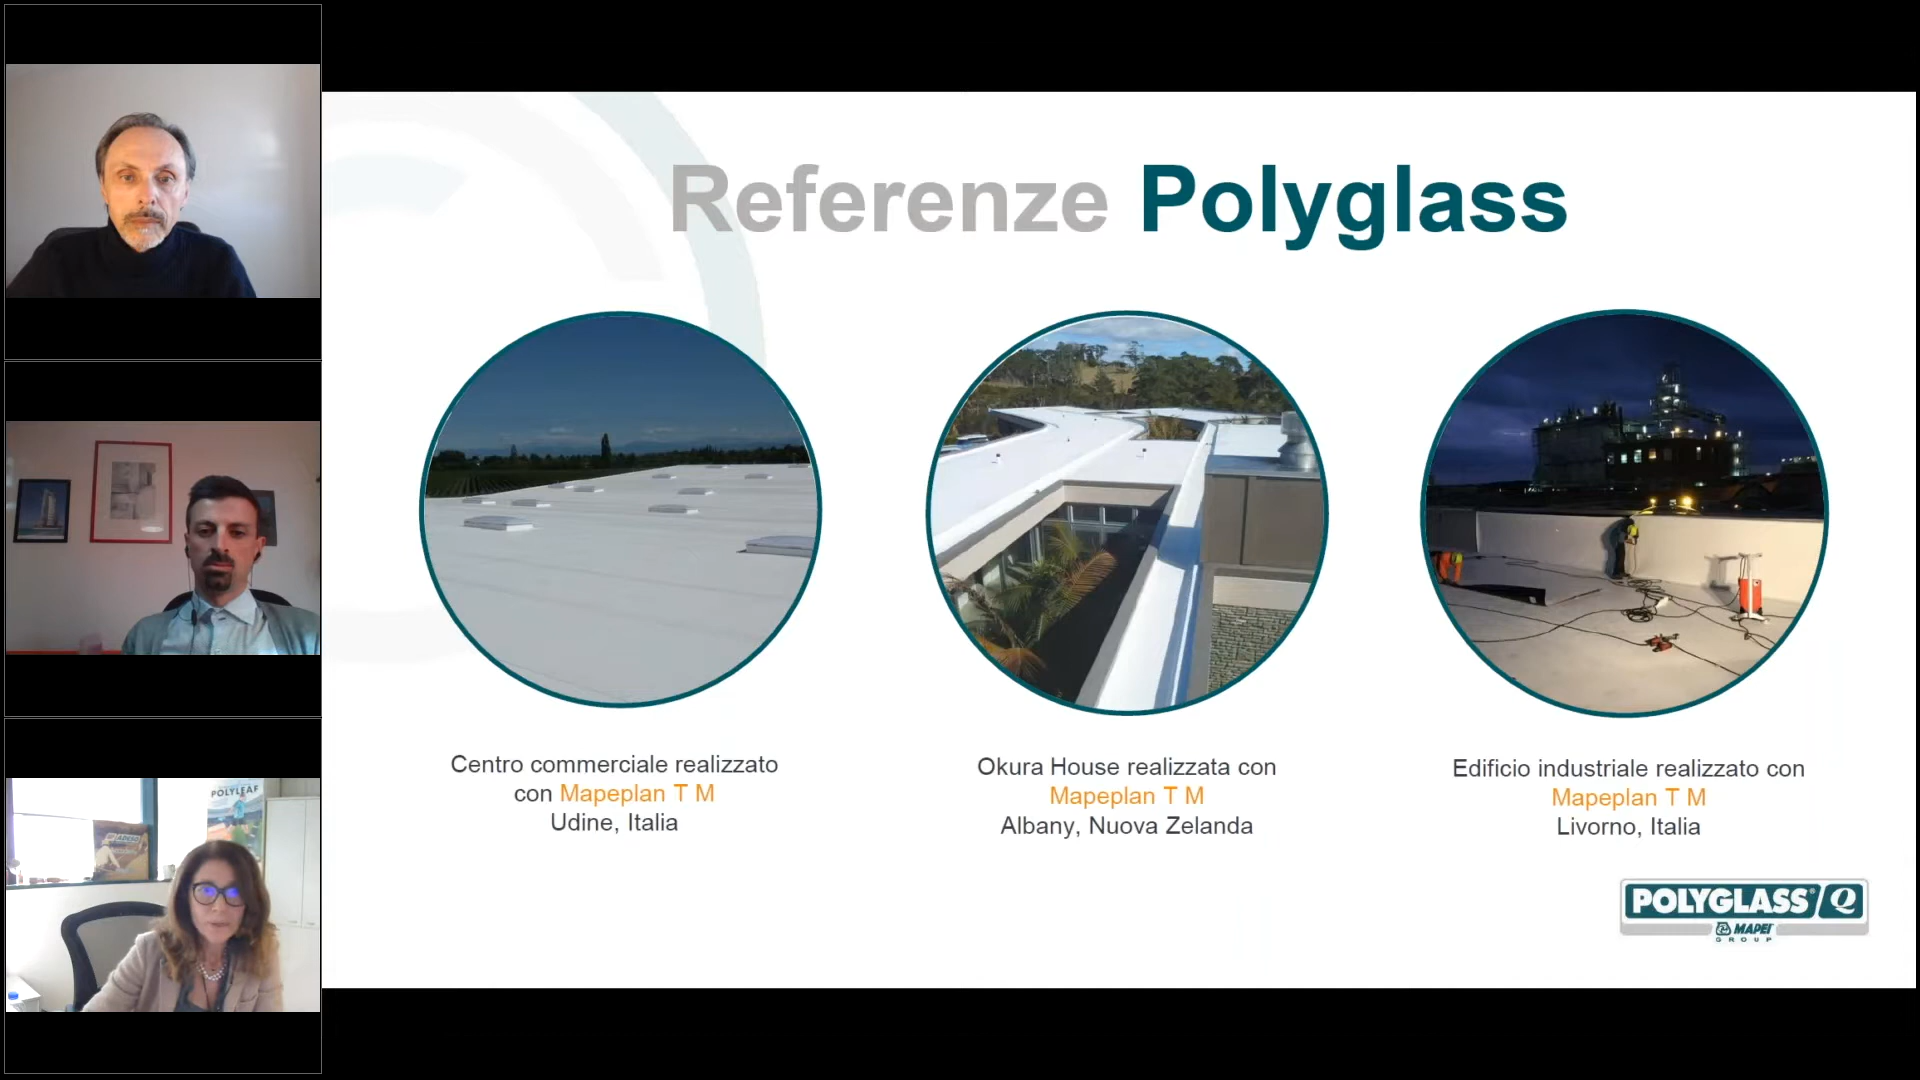 Referenze Polyglass
Centro commerciale realizzato
con Mapeplan T M
Udine, Italia
Okura House realizzata con
Mapeplan T M
Albany, Nuova Zelanda
Edificio industriale realizzato con
Mapeplan T M
Livorno, Italia
POLYGLASS® Q
MAPEI
GROUP
POLYLEAF
ADESO